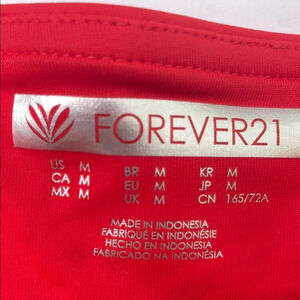 FOREVER21
US M BR M KR M
CA M EU M JP M
MX M UK M CN 165/72A
MADE IN INDONESIA
FABRIQUÉ EN INDONÉSIE
HECHO EN INDONESIA
FABRICADO NA INDONÉSIA